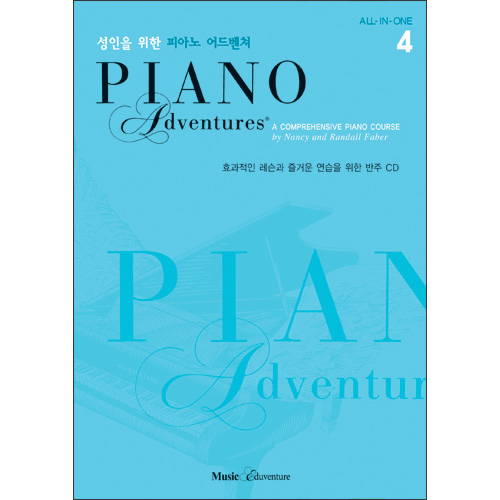 ALL-IN-ONE
성인을 위한 피아노 어드벤쳐
4
PIANO
Adventures®
A COMPREHENSIVE PIANO COURSE
by Nancy and Randall Faber
효과적인 레슨과 즐거운 연습을 위한 반주 CD
PIAN
Adventur
Music Eduventure